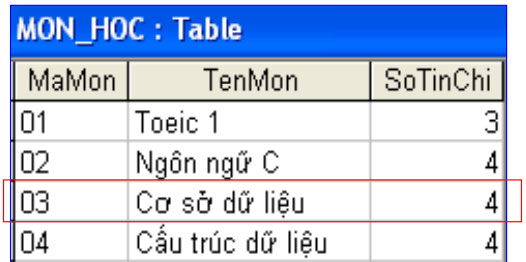 MON_HOC : Table
MaMon TenMon SoTinChi
01 Toeic 1 3
02 Ngôn ngữ C 4
03 Cơ sở dữ liệu 4
04 Cấu trúc dữ liệu 4